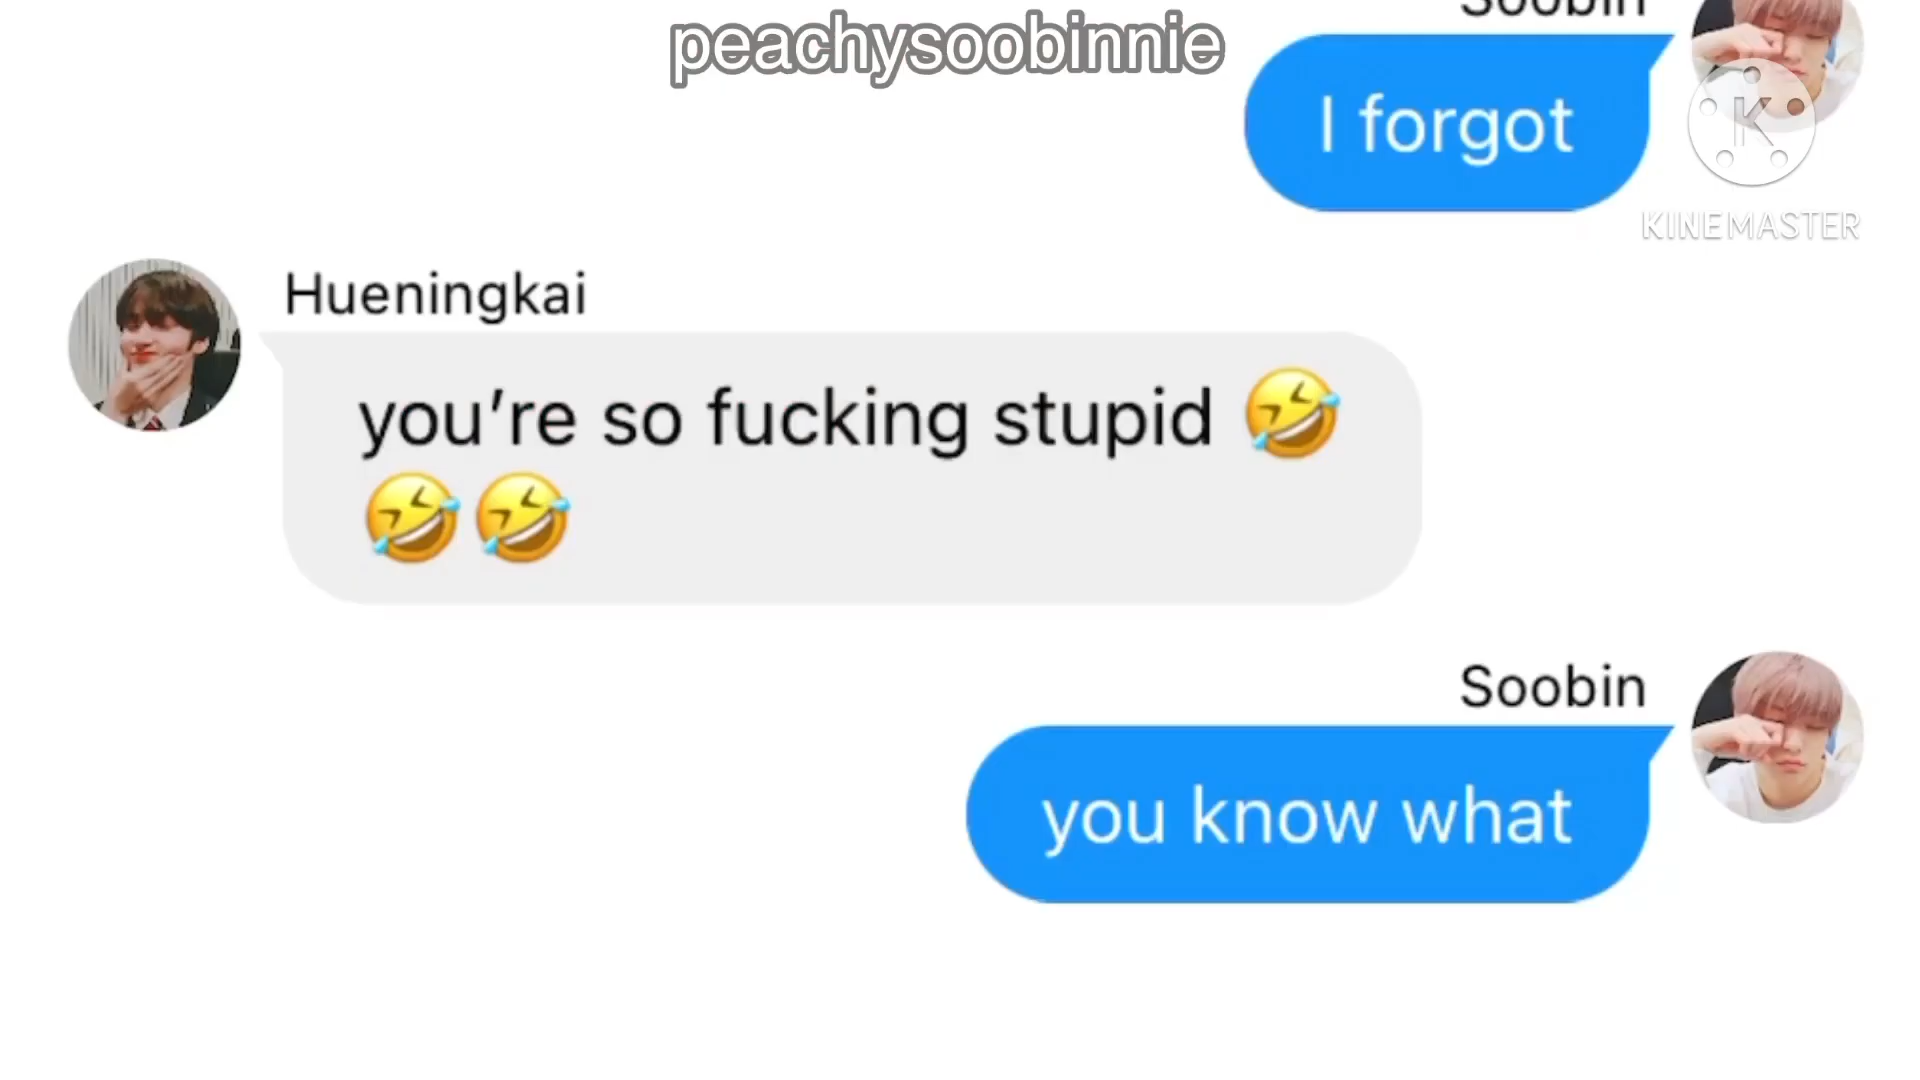 Soobin
peachysoobinnie
I forgot
KINEMASTER
Hueningkai
you’re so fucking stupid 🤣
🤣🤣
Soobin
you know what